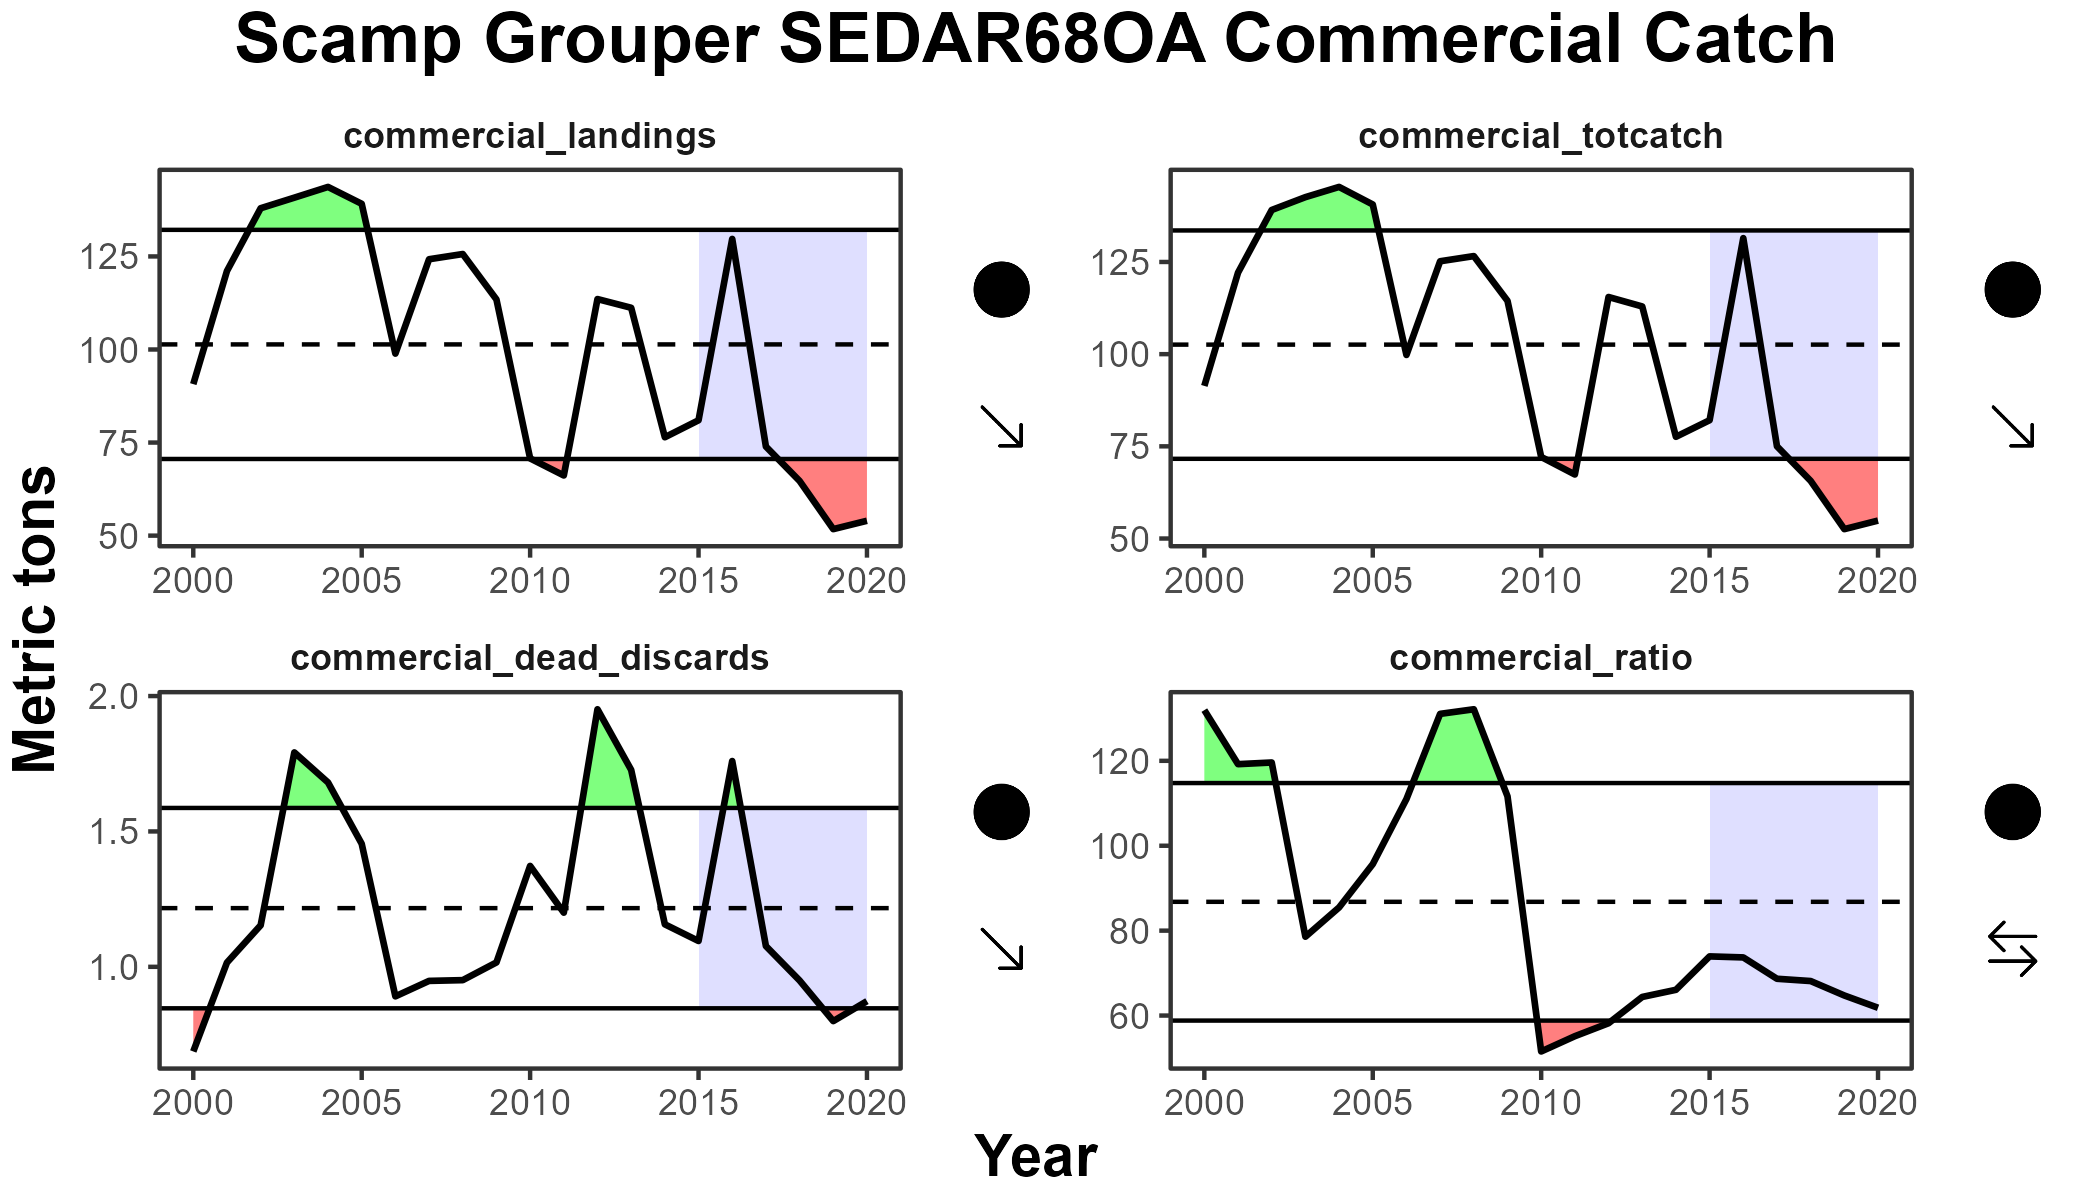 Scamp Grouper SEDAR68OA Commercial Catch
commercial_landings
commercial_totcatch
125
100
75
50
2000 2005 2010 2015 2020
125
100
75
50
2000 2005 2010 2015 2020
Metric tons
commercial_dead_discards
commercial_ratio
2.0
1.5
1.0
2000 2005 2010 2015 2020
120
100
80
60
2000 2005 2010 2015 2020
Year